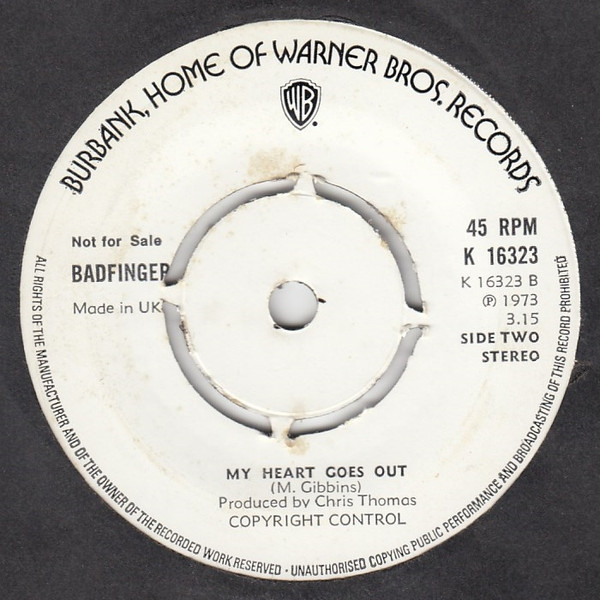 BURBANK, HOME OF WARNER BROS. RECORDS
WB
Not for Sale
BADFINGER
Made in UK
45 RPM
K 16323
K 16323 B
Ⓟ 1973
3.15
SIDE TWO
STEREO
MY HEART GOES OUT
(M. Gibbins)
Produced by Chris Thomas
COPYRIGHT CONTROL
ALL RIGHTS OF THE MANUFACTURER AND OF THE OWNER OF THE RECORDED WORK RESERVED · UNAUTHORISED COPYING PUBLIC PERFORMANCE AND BROADCASTING OF THIS RECORD PROHIBITED